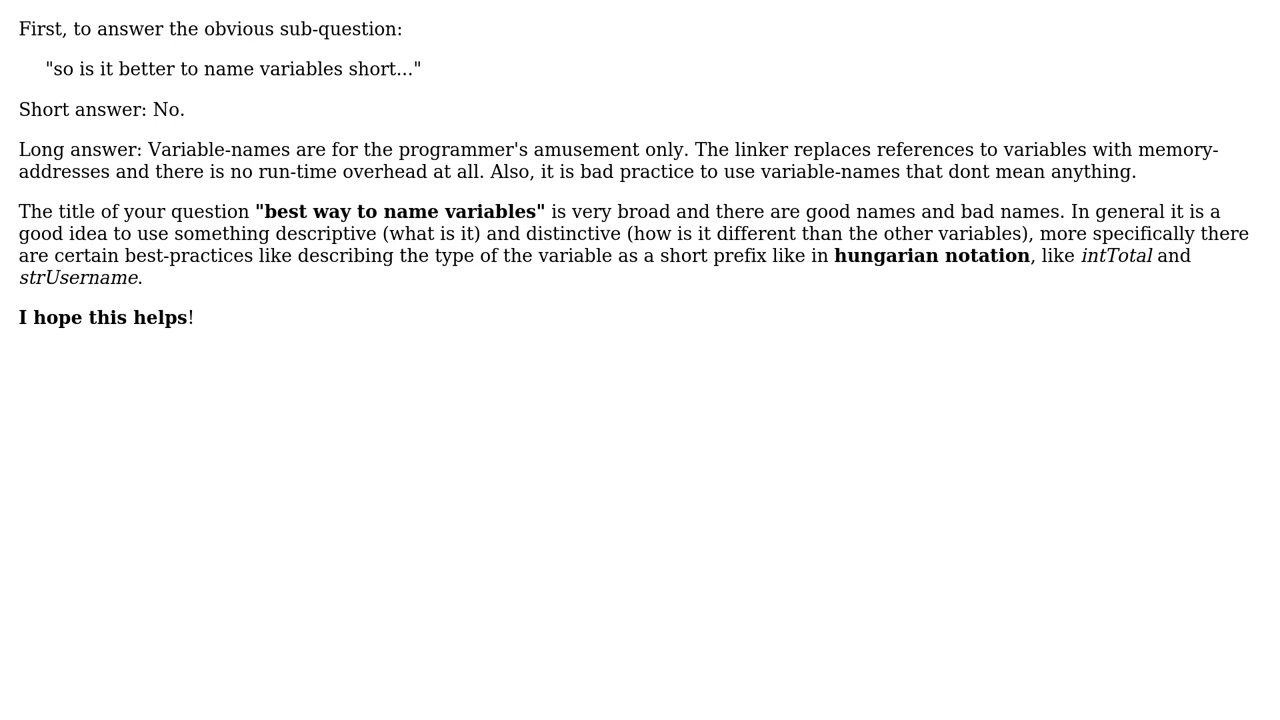 First, to answer the obvious sub-question:
"so is it better to name variables short..."
Short answer: No.
Long answer: Variable-names are for the programmer's amusement only. The linker replaces references to variables with memory-
addresses and there is no run-time overhead at all. Also, it is bad practice to use variable-names that dont mean anything.
The title of your question "best way to name variables" is very broad and there are good names and bad names. In general it is a
good idea to use something descriptive (what is it) and distinctive (how is it different than the other variables), more specifically there
are certain best-practices like describing the type of the variable as a short prefix like in hungarian notation, like intTotal and
strUsername.
I hope this helps!